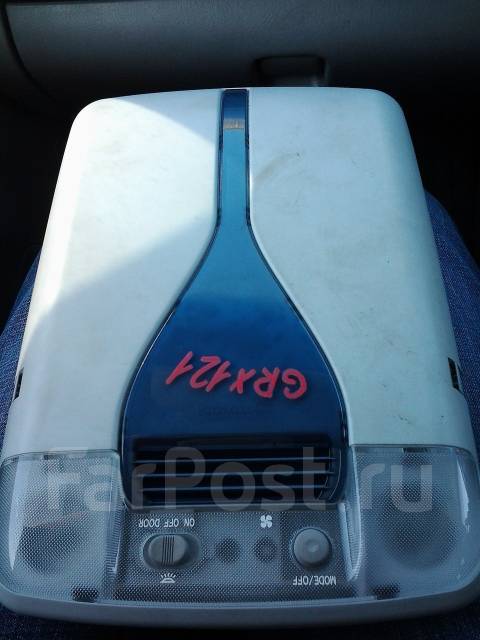 GRX121
FarPost.ru
ON OFF DOOR
MODE/OFF